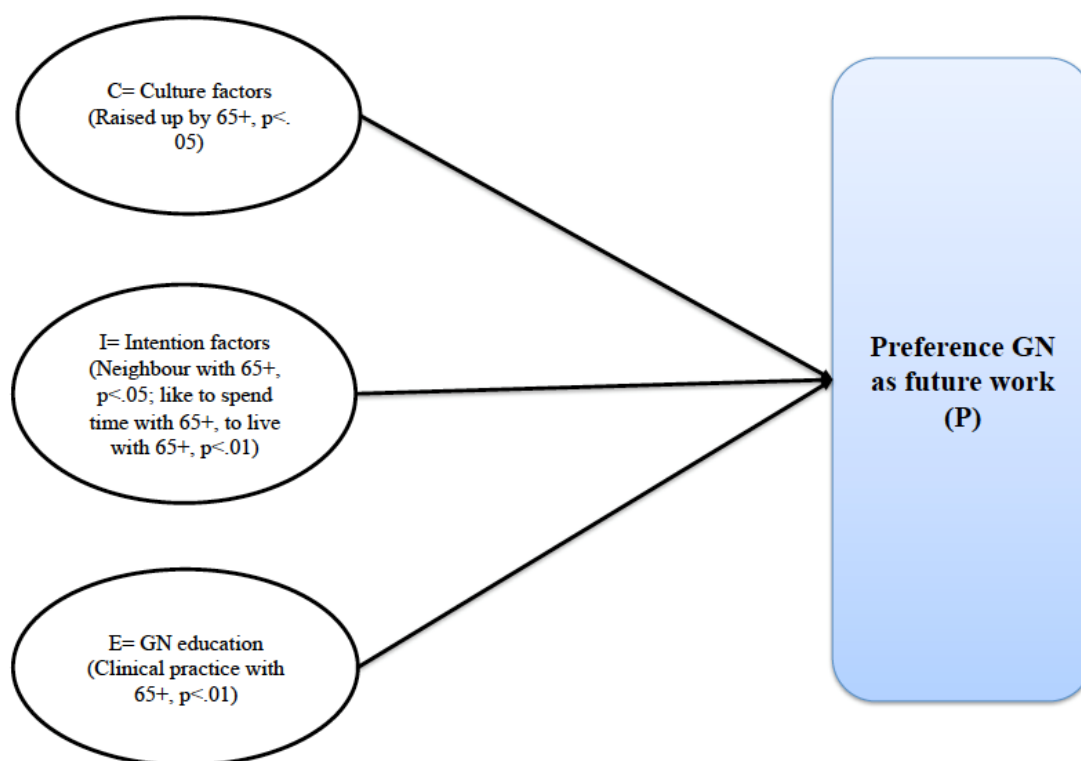 C= Culture factors
(Raised up by 65+, p<.
05)
I= Intention factors
(Neighbour with 65+,
p<.05; like to spend
time with 65+, to live
with 65+, p<.01)
E= GN education
(Clinical practice with
65+, p<.01)
Preference GN
as future work
(P)